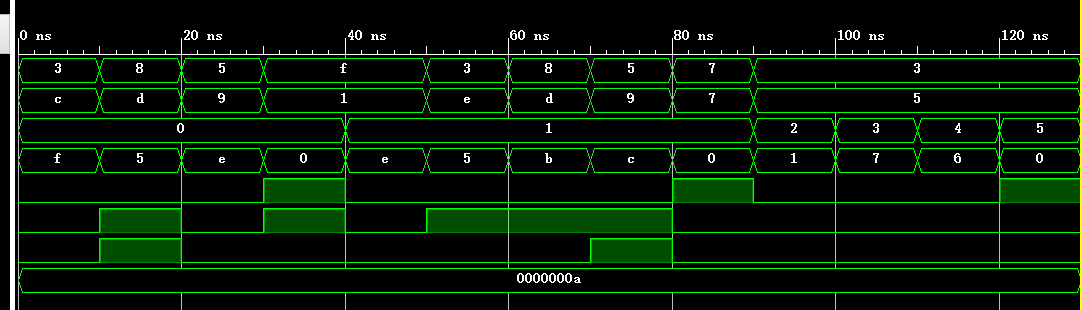 0 ns 20 ns 40 ns 60 ns 80 ns 100 ns 120 ns
3 8 5 f 3 8 5 7 3
c d 9 1 e d 9 7 5
0 1 2 3 4 5
f 5 e 0 e 5 b c 0 1 7 6 0
0000000a